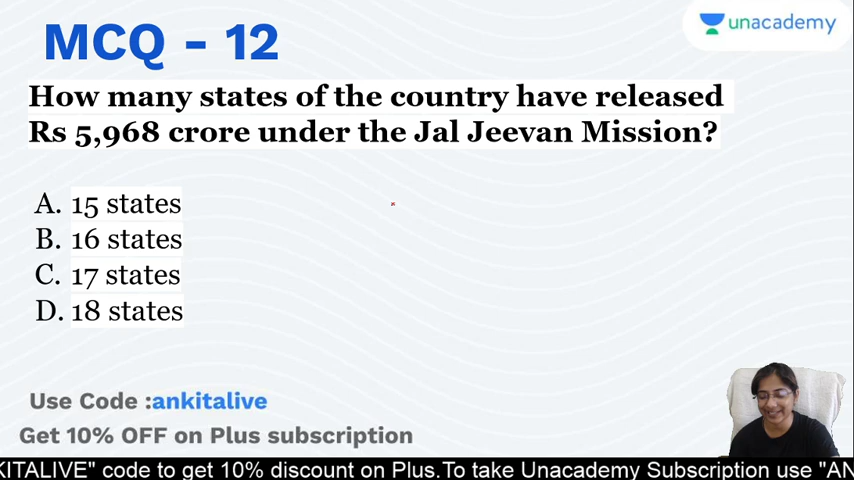 unacademy
MCQ - 12
How many states of the country have released
Rs 5,968 crore under the Jal Jeevan Mission?
A. 15 states
B. 16 states
C. 17 states
D. 18 states
Use Code :ankitalive
Get 10% OFF on Plus subscription
KITALIVE" code to get 10% discount on Plus.To take Unacademy Subscription use "AN